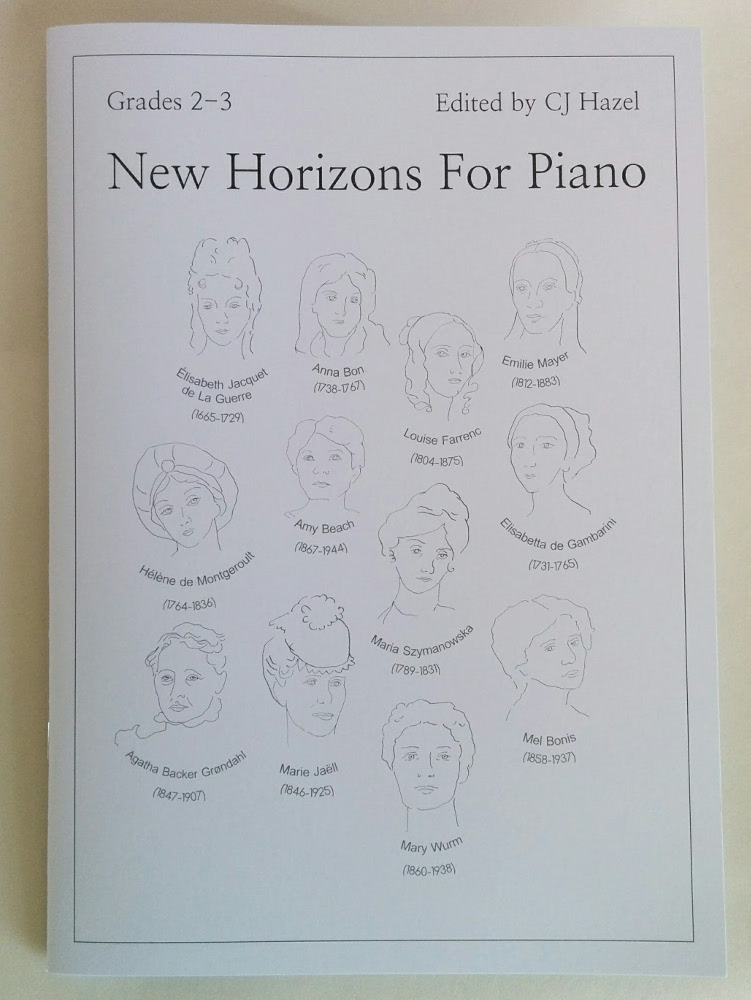 Grades 2–3
Edited by CJ Hazel
New Horizons For Piano
Élisabeth Jacquet
de La Guerre
(1665-1729)
Anna Bon
(1738-1767)
Louise Farrenc
(1804-1875)
Emilie Mayer
(1812-1883)
Hélène de Montgeroult
(1764-1836)
Amy Beach
(1867-1944)
Maria Szymanowska
(1789-1831)
Elisabetta de Gambarini
(1731-1765)
Agatha Backer Grøndahl
(1847-1907)
Marie Jaëll
(1846-1925)
Mary Wurm
(1860-1938)
Mel Bonis
(1858-1937)